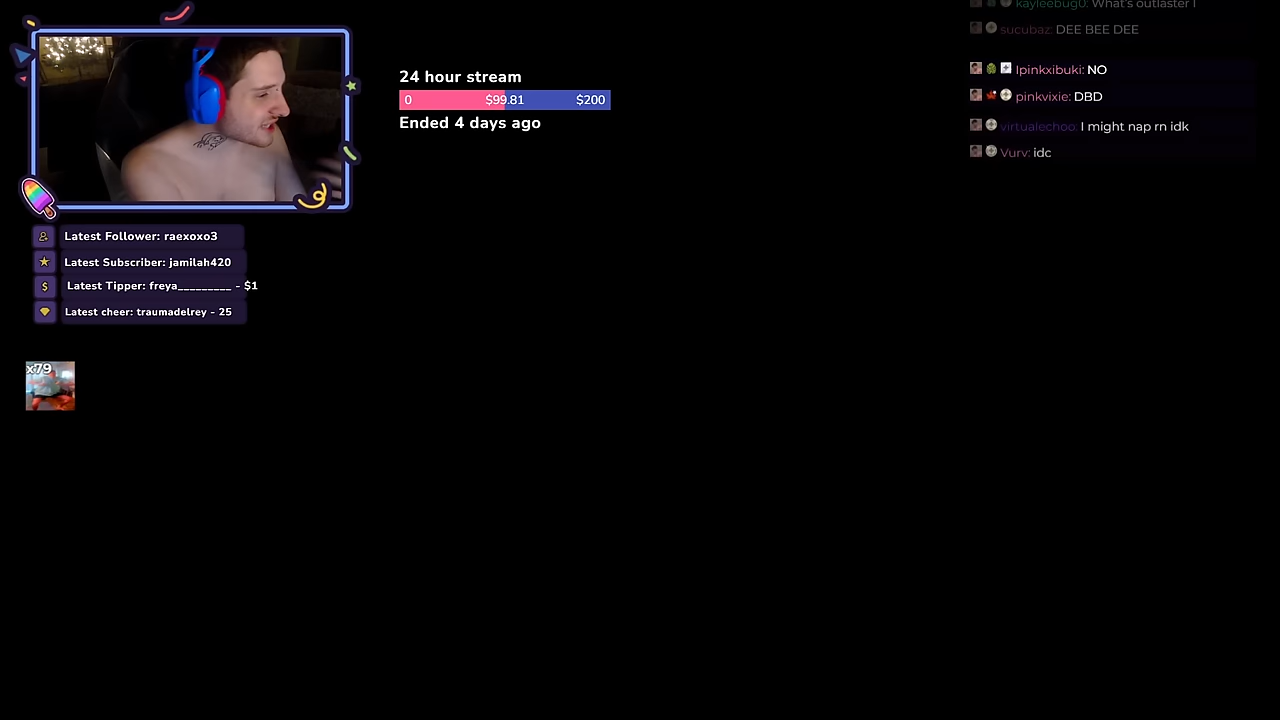 24 hour stream
0 $99.81 $200
Ended 4 days ago
Latest Follower: raexoxo3
Latest Subscriber: jamilah420
$ Latest Tipper: freya_________ - $1
Latest cheer: traumadelrey - 25
x79
kayleebug0: What's outlaster I
sucubaz: DEE BEE DEE
lpinkxibuki: NO
pinkvixie: DBD
virtualechoo: I might nap rn idk
Vurv: idc